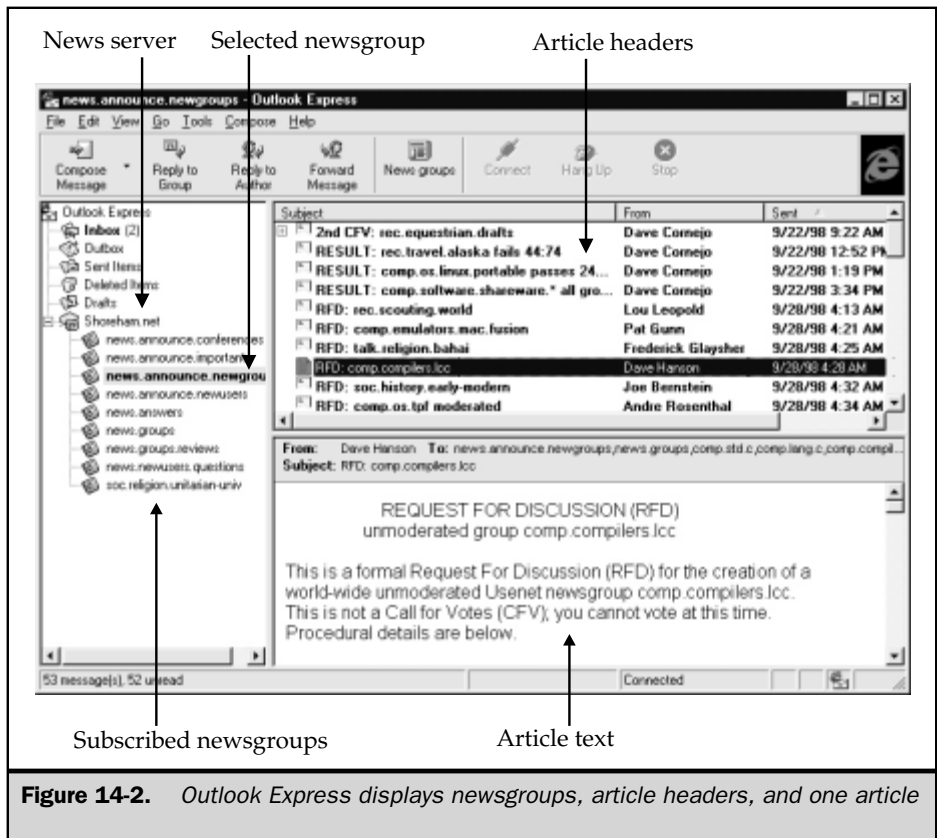 News server Selected newsgroup Article headers
news.announce.newgroups - Outlook Express
File Edit View Go Tools Compose Help
Compose Message
Reply to Group
Reply to Author
Forward Message
News groups
Connect
Hang Up
Stop
Outlook Express
Inbox (2)
Outbox
Sent Items
Deleted Items
Drafts
Shoreham.net
news.announce.conferences
news.announce.important
news.announce.newgrou
news.announce.newusers
news.answers
news.groups
news.groups.reviews
news.newusers.questions
soc.religion.unitarian-univ
Subject From Sent
2nd CFV: rec.equestrian.drafts Dave Cornejo 9/22/98 9:22 AM
RESULT: rec.travel.alaska fails 44:74 Dave Cornejo 9/22/98 12:52 PM
RESULT: comp.os.linux.portable passes 24... Dave Cornejo 9/22/98 1:19 PM
RESULT: comp.software.shareware.* all gro... Dave Cornejo 9/22/98 3:34 PM
RFD: rec.scouting.world Lou Leopold 9/28/98 4:13 AM
RFD: comp.emulators.mac.fusion Pat Gunn 9/28/98 4:21 AM
RFD: talk.religion.bahai Frederick Glaysher 9/28/98 4:25 AM
RFD: comp.compilers.lcc Dave Hanson 9/28/98 4:28 AM
RFD: soc.history.early-modern Joe Bernstein 9/28/98 4:32 AM
RFD: comp.os.tpf moderated Andre Rosenthal 9/28/98 4:34 AM
From: Dave Hanson To: news.announce.newgroups,news.groups,comp.std.c,comp.lang.c,comp.compil...
Subject: RFD: comp.compilers.lcc
REQUEST FOR DISCUSSION (RFD)
unmoderated group comp.compilers.lcc
This is a formal Request For Discussion (RFD) for the creation of a
world-wide unmoderated Usenet newsgroup comp.compilers.lcc.
This is not a Call for Votes (CFV); you cannot vote at this time.
Procedural details are below.
53 message(s), 52 unread Connected
Subscribed newsgroups Article text
Figure 14-2. Outlook Express displays newsgroups, article headers, and one article